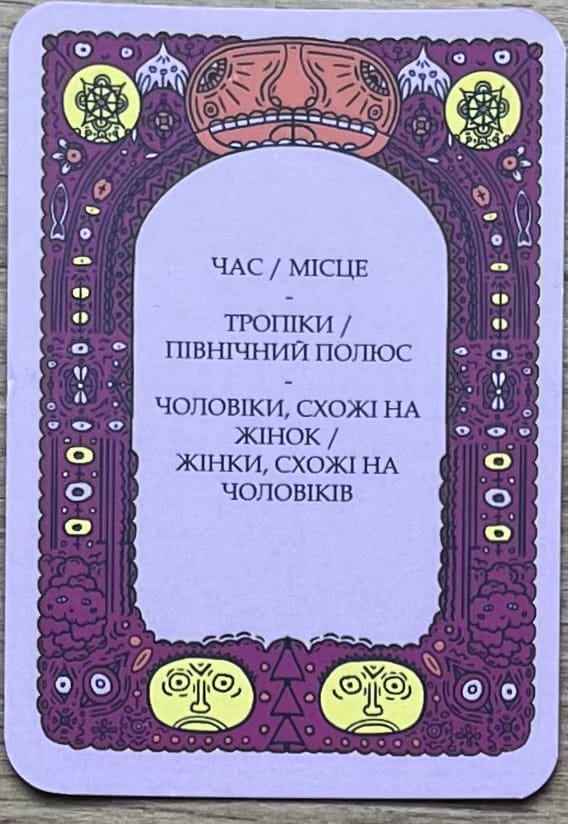 ЧАС / МІСЦЕ
-
ТРОПІКИ /
ПІВНІЧНИЙ ПОЛЮС
-
ЧОЛОВІКИ, СХОЖІ НА
ЖІНОК /
ЖІНКИ, СХОЖІ НА
ЧОЛОВІКІВ